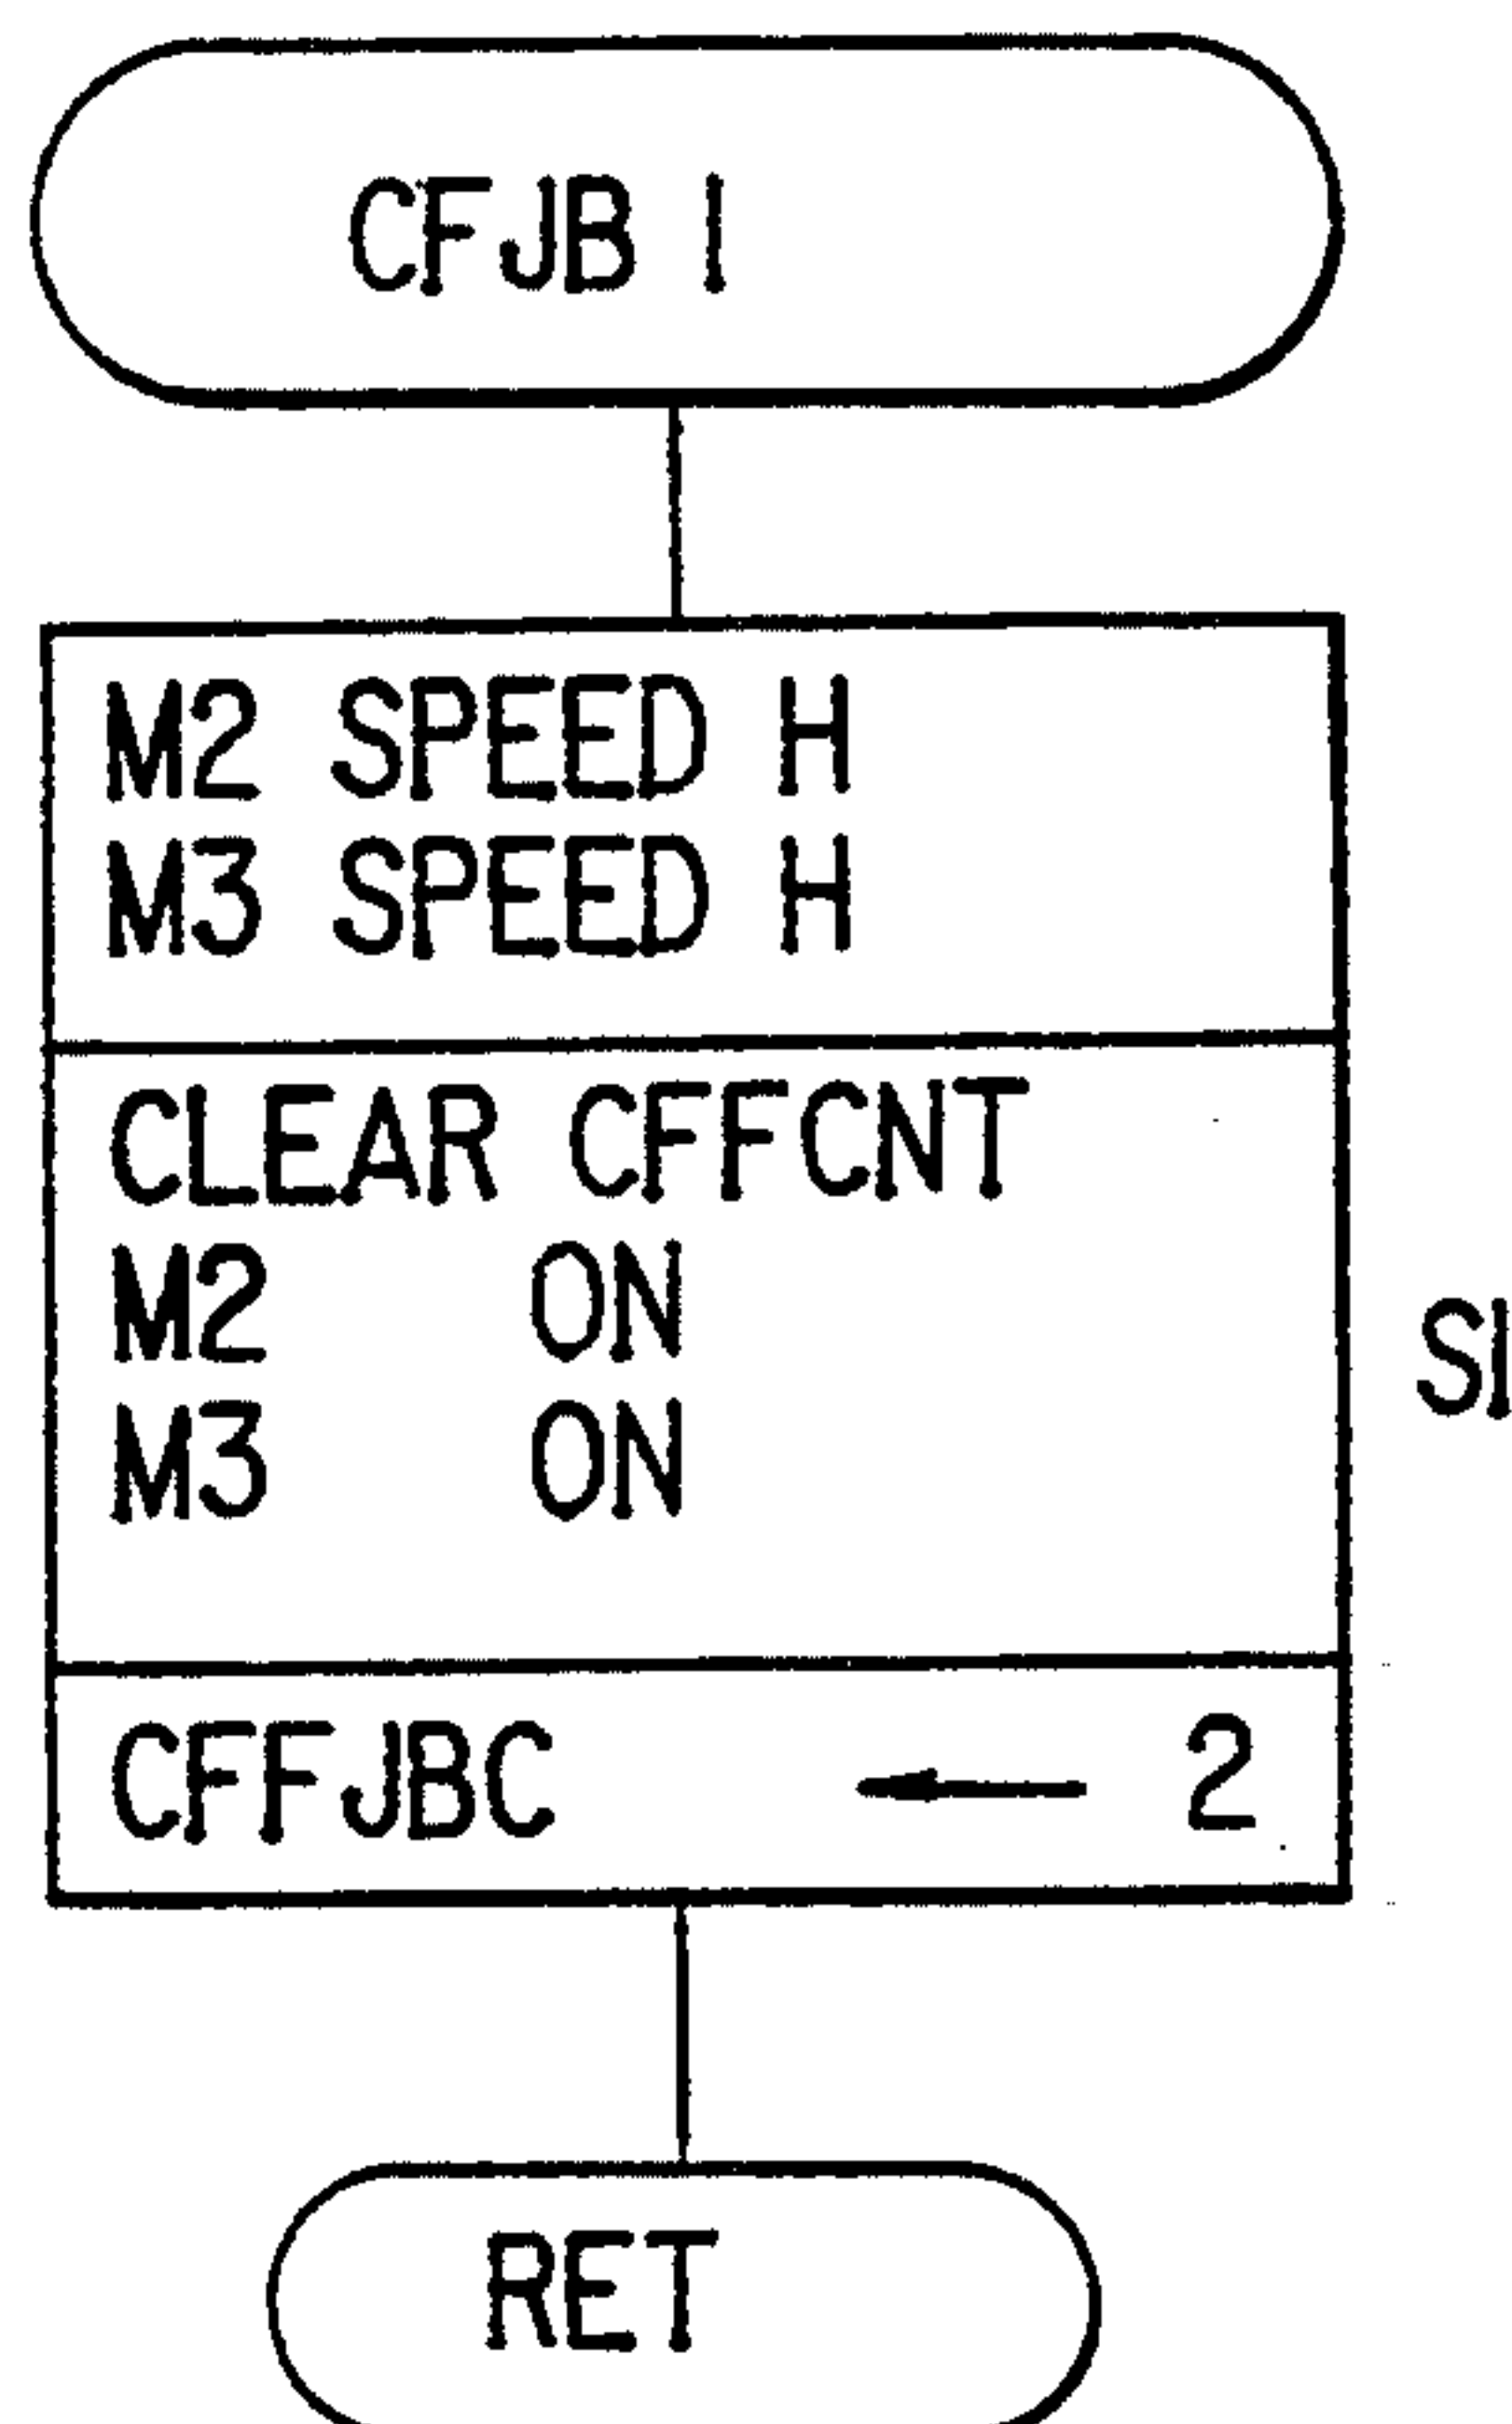 CFJB 1
M2 SPEED H
M3 SPEED H
CLEAR CFFCNT
M2 ON
M3 ON
CFFJBC ← 2
RET